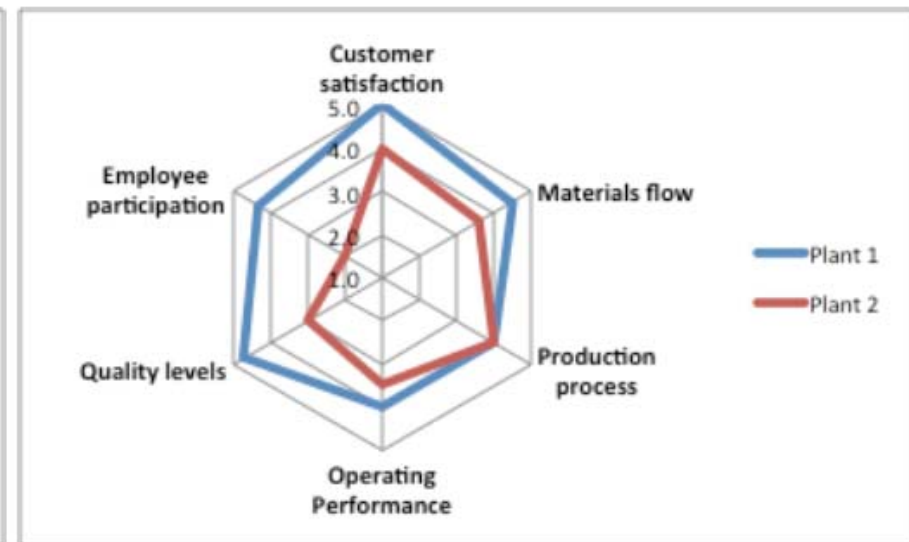 Customer
satisfaction
5.0
4.0
3.0
2.0
1.0
Employee
participation
Materials flow
Plant 1
Plant 2
Quality levels
Production
process
Operating
Performance